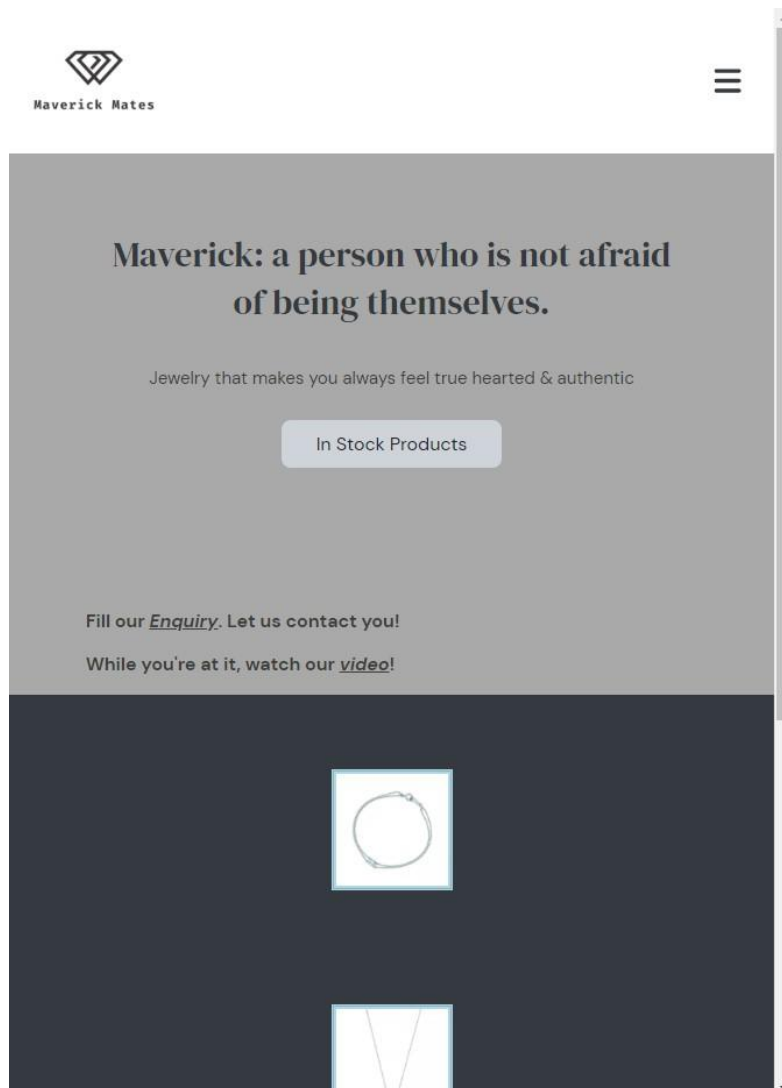 Maverick Mates
Maverick: a person who is not afraid
of being themselves.
Jewelry that makes you always feel true hearted & authentic
In Stock Products
Fill our Enquiry. Let us contact you!
While you're at it, watch our video!